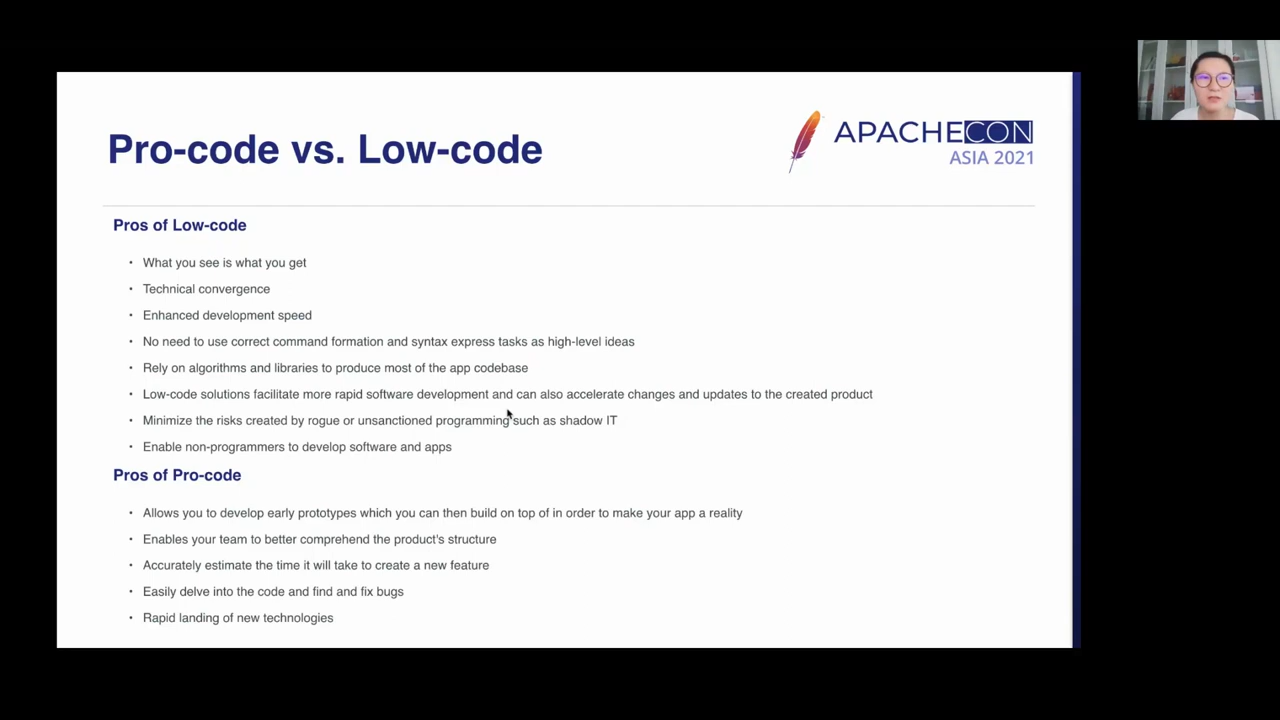 Pro-code vs. Low-code
APACHECON
ASIA 2021
Pros of Low-code
• What you see is what you get
• Technical convergence
• Enhanced development speed
• No need to use correct command formation and syntax express tasks as high-level ideas
• Rely on algorithms and libraries to produce most of the app codebase
• Low-code solutions facilitate more rapid software development and can also accelerate changes and updates to the created product
• Minimize the risks created by rogue or unsanctioned programming such as shadow IT
• Enable non-programmers to develop software and apps
Pros of Pro-code
• Allows you to develop early prototypes which you can then build on top of in order to make your app a reality
• Enables your team to better comprehend the product's structure
• Accurately estimate the time it will take to create a new feature
• Easily delve into the code and find and fix bugs
• Rapid landing of new technologies